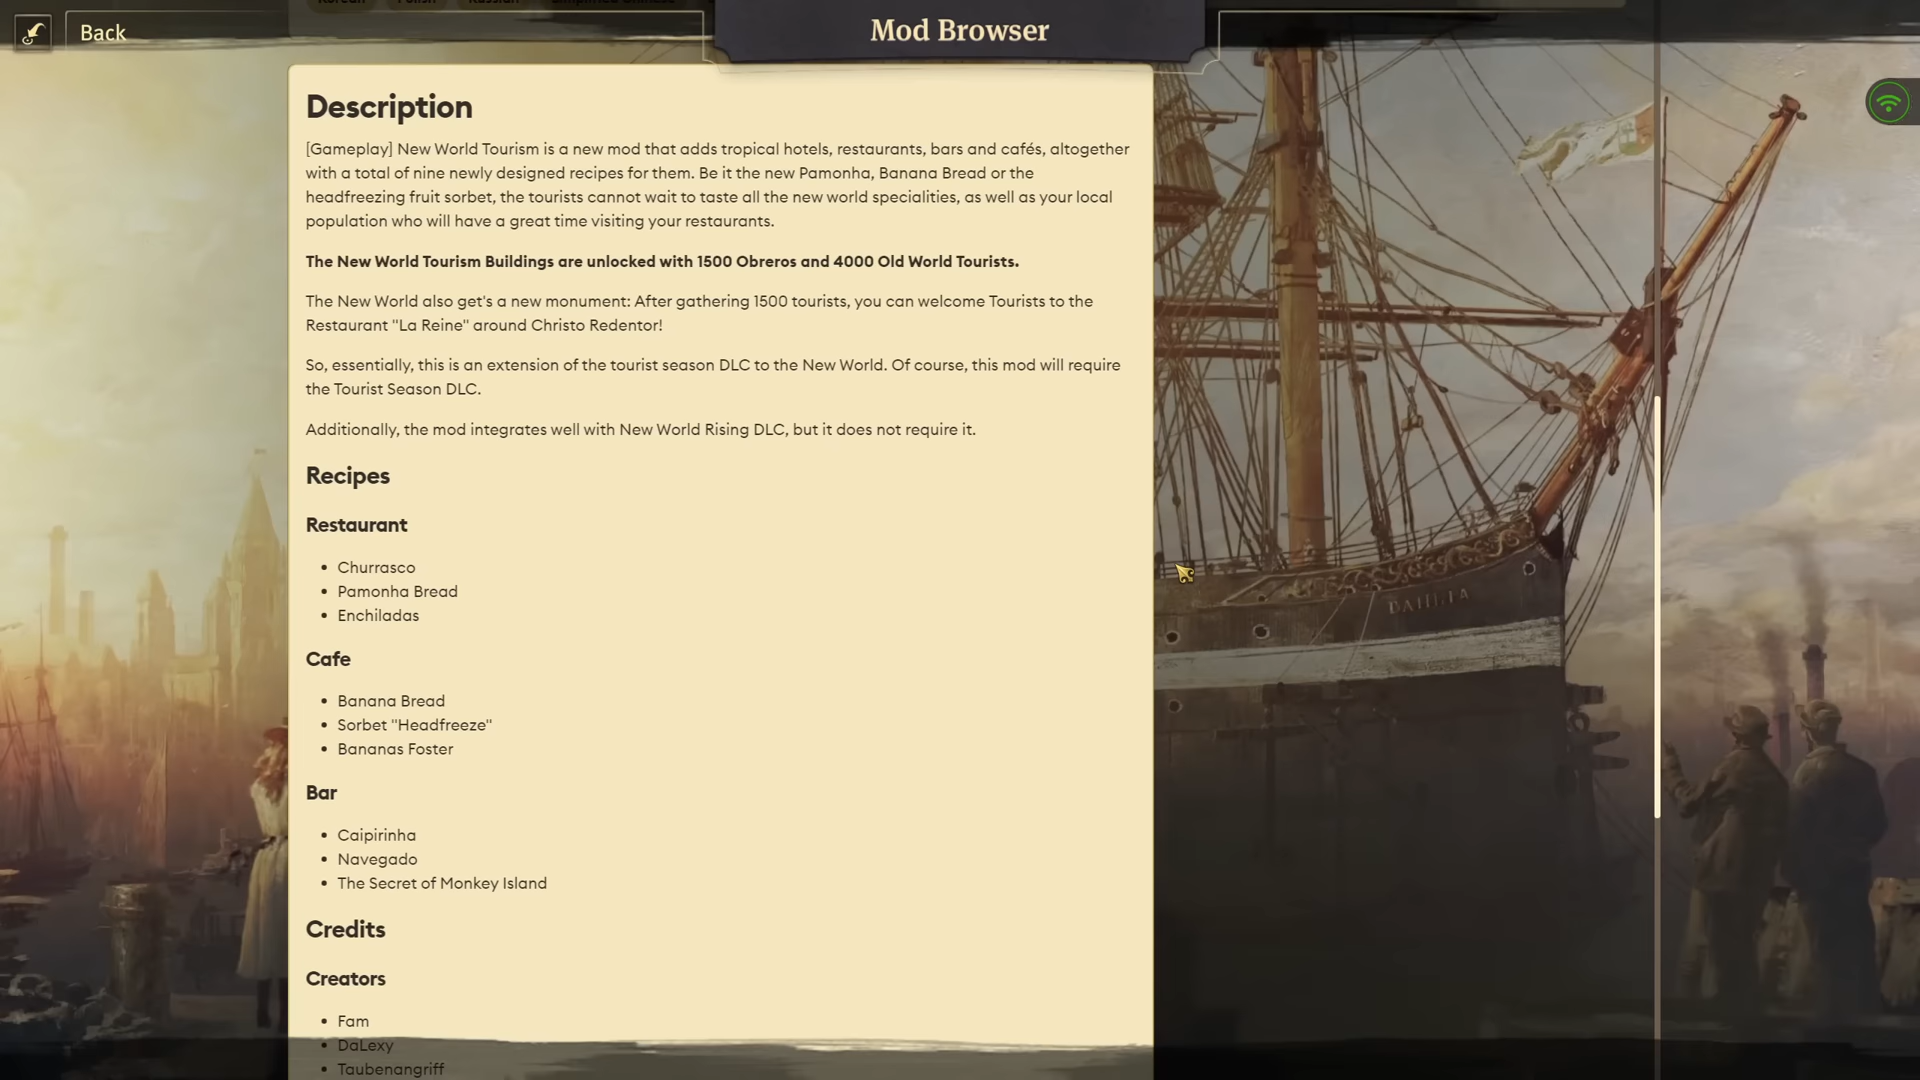 Back
Mod Browser
Description
[Gameplay] New World Tourism is a new mod that adds tropical hotels, restaurants, bars and cafés, altogether
with a total of nine newly designed recipes for them. Be it the new Pamonha, Banana Bread or the
headfreezing fruit sorbet, the tourists cannot wait to taste all the new world specialities, as well as your local
population who will have a great time visiting your restaurants.
The New World Tourism Buildings are unlocked with 1500 Obreros and 4000 Old World Tourists.
The New World also get's a new monument: After gathering 1500 tourists, you can welcome Tourists to the
Restaurant "La Reine" around Christo Redentor!
So, essentially, this is an extension of the tourist season DLC to the New World. Of course, this mod will require
the Tourist Season DLC.
Additionally, the mod integrates well with New World Rising DLC, but it does not require it.
Recipes
Restaurant
• Churrasco
• Pamonha Bread
• Enchiladas
Cafe
• Banana Bread
• Sorbet "Headfreeze"
• Bananas Foster
Bar
• Caipirinha
• Navegado
• The Secret of Monkey Island
Credits
Creators
• Fam
• DaLexy
• Taubenangriff